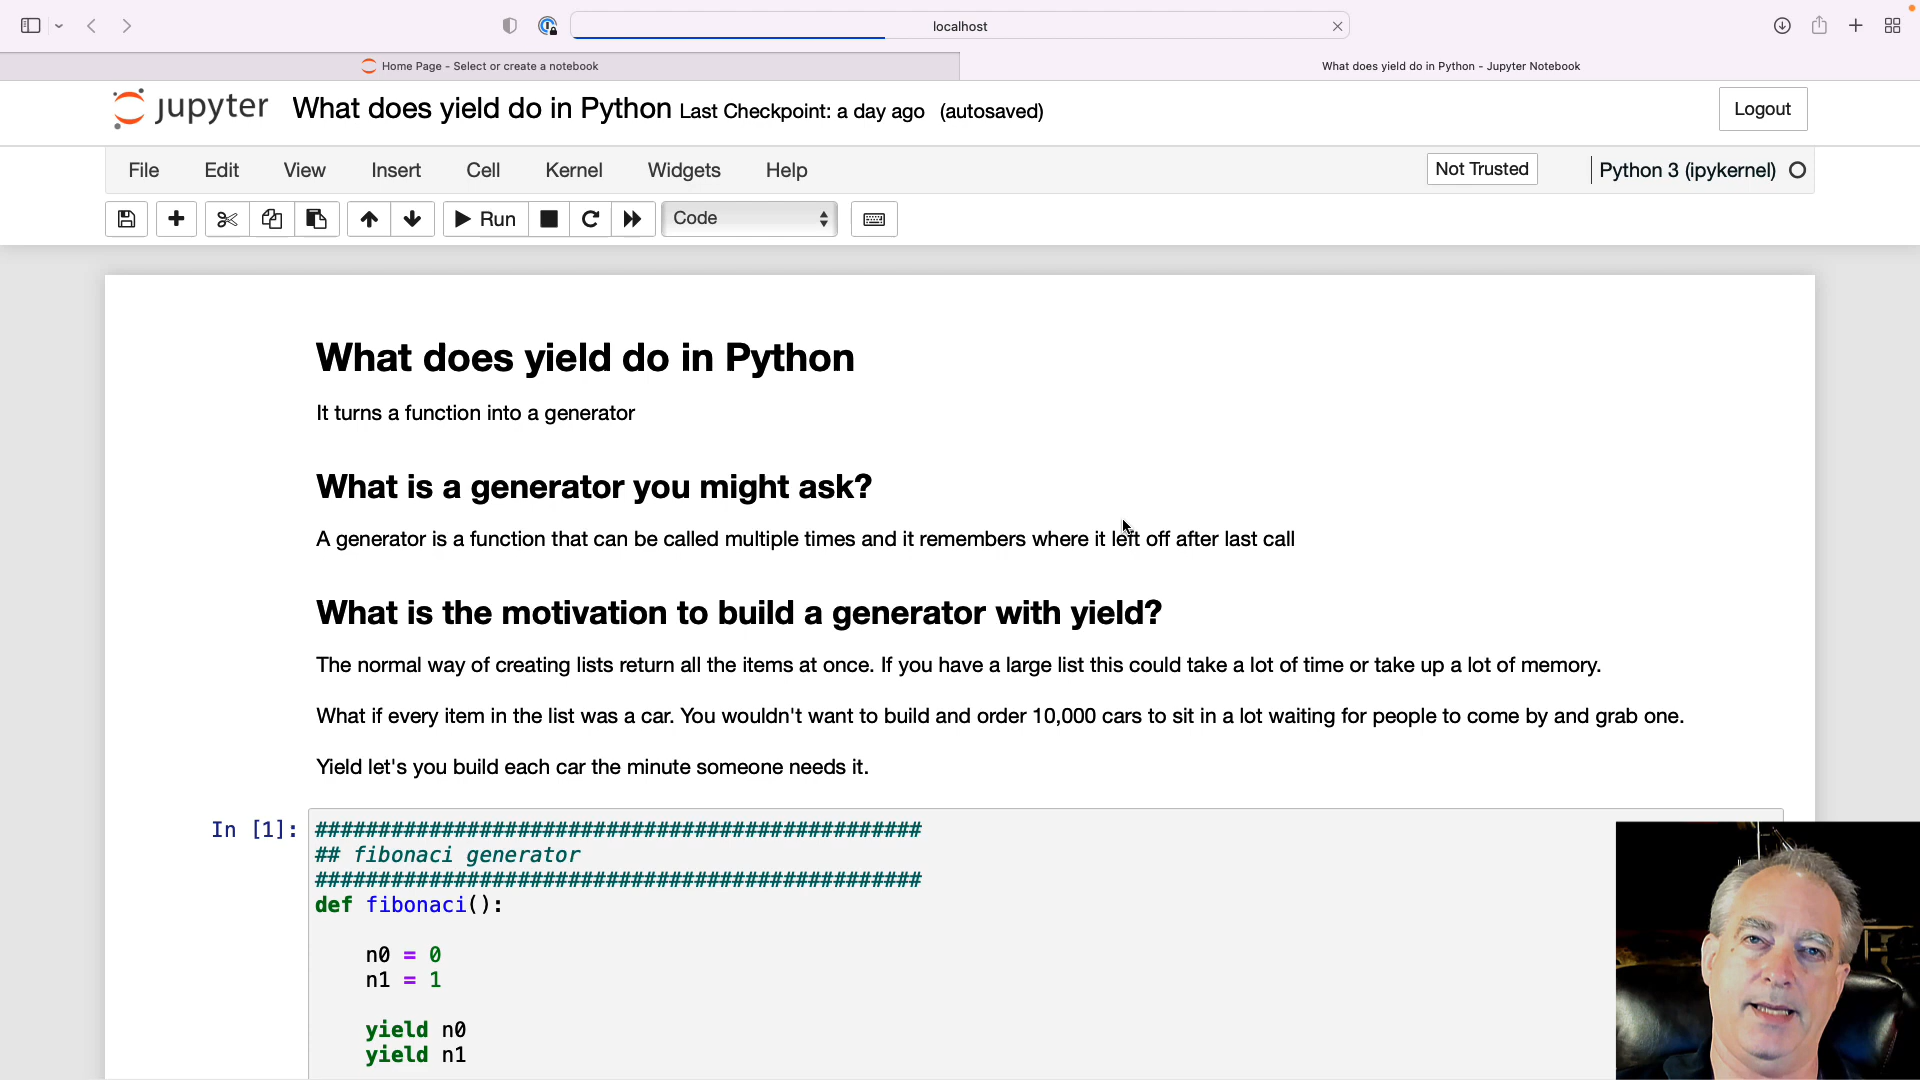 localhost
Home Page - Select or create a notebook
What does yield do in Python - Jupyter Notebook
jupyter What does yield do in Python Last Checkpoint: a day ago (autosaved)
Logout
File Edit View Insert Cell Kernel Widgets Help
Not Trusted
Python 3 (ipykernel)
Run
Code
What does yield do in Python
It turns a function into a generator
What is a generator you might ask?
A generator is a function that can be called multiple times and it remembers where it left off after last call
What is the motivation to build a generator with yield?
The normal way of creating lists return all the items at once. If you have a large list this could take a lot of time or take up a lot of memory.
What if every item in the list was a car. You wouldn't want to build and order 10,000 cars to sit in a lot waiting for people to come by and grab one.
Yield let's you build each car the minute someone needs it.
In [1]: ################################################
## fibonaci generator
################################################
def fibonaci():
n0 = 0
n1 = 1
yield n0
yield n1